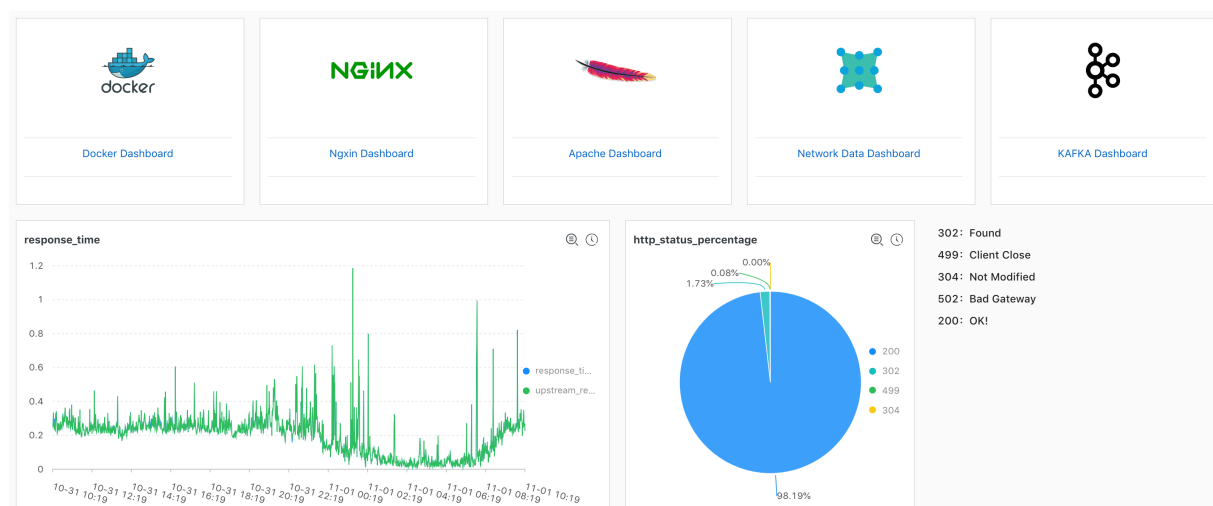 docker
NGINX
Docker Dashboard
Ngxin Dashboard
Apache Dashboard
Network Data Dashboard
KAFKA Dashboard
response_time
1.2
1
0.8
0.6
0.4
0.2
0
10-31 10:19
10-31 12:19
10-31 14:19
10-31 16:19
10-31 18:19
10-31 20:19
10-31 22:19
11-01 00:19
11-01 02:19
11-01 04:19
11-01 06:19
11-01 08:19
11-01 10:19
response_ti...
upstream_re...
http_status_percentage
0.00%
0.08%
1.73%
98.19%
200
302
499
304
302: Found
499: Client Close
304: Not Modified
502: Bad Gateway
200: OK!